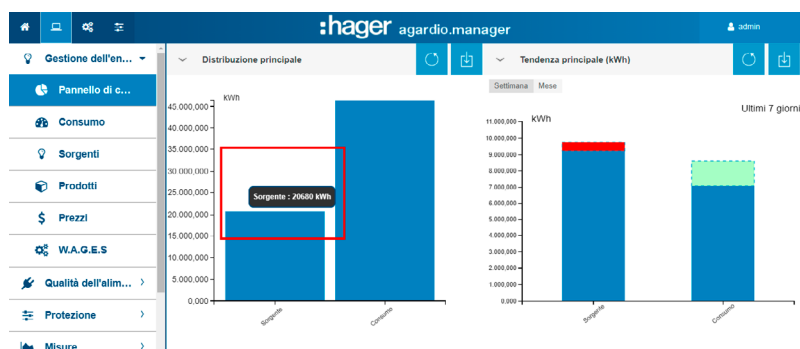 :hager agardio.manager
admin
Gestione dell'en...
Pannello di c...
Consumo
Sorgenti
Prodotti
Prezzi
W.A.G.E.S
Qualità dell'alim...
Protezione
Misure
Distribuzione principale
kWh
45.000,000
40.000,000
35.000,000
30.000,000
25.000,000
20.000,000
15.000,000
10.000,000
5.000,000
0,000
Sorgente : 20680 kWh
Sorgente
Consumo
Tendenza principale (kWh)
Settimana Mese
Ultimi 7 giorni
kWh
11.000,000
10.000,000
9.000,000
8.000,000
7.000,000
6.000,000
5.000,000
4.000,000
3.000,000
2.000,000
1.000,000
0.000
Sorgente
Consumo